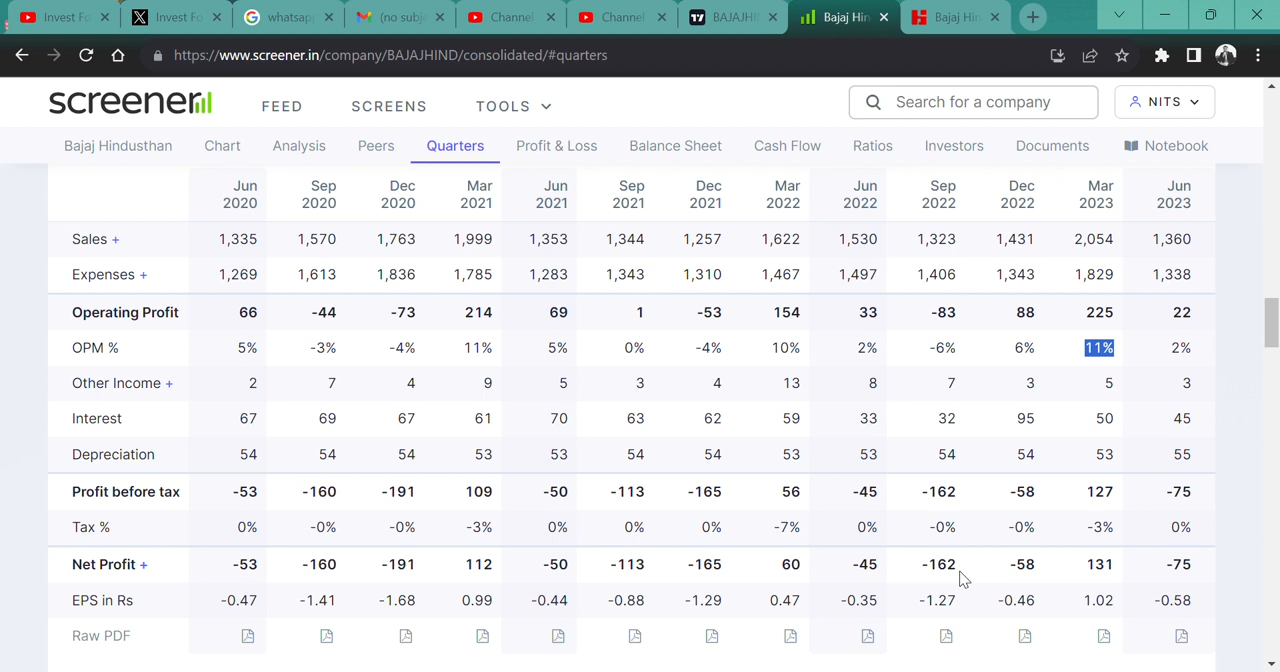 Invest Fo
Invest Fo
whatsap
(no subj
Channel
Channel
BAJAJHI
Bajaj Hin
Bajaj Hin
https://www.screener.in/company/BAJAJHIND/consolidated/#quarters
screener
FEED SCREENS TOOLS
Search for a company
NITS
Bajaj Hindusthan Chart Analysis Peers Quarters Profit & Loss Balance Sheet Cash Flow Ratios Investors Documents Notebook
Jun 2020 Sep 2020 Dec 2020 Mar 2021 Jun 2021 Sep 2021 Dec 2021 Mar 2022 Jun 2022 Sep 2022 Dec 2022 Mar 2023 Jun 2023
Sales + 1,335 1,570 1,763 1,999 1,353 1,344 1,257 1,622 1,530 1,323 1,431 2,054 1,360
Expenses + 1,269 1,613 1,836 1,785 1,283 1,343 1,310 1,467 1,497 1,406 1,343 1,829 1,338
Operating Profit 66 -44 -73 214 69 1 -53 154 33 -83 88 225 22
OPM % 5% -3% -4% 11% 5% 0% -4% 10% 2% -6% 6% 11% 2%
Other Income + 2 7 4 9 5 3 4 13 8 7 3 5 3
Interest 67 69 67 61 70 63 62 59 33 32 95 50 45
Depreciation 54 54 54 53 53 54 54 53 53 54 54 53 55
Profit before tax -53 -160 -191 109 -50 -113 -165 56 -45 -162 -58 127 -75
Tax % 0% -0% -0% -3% 0% 0% 0% -7% 0% -0% -0% -3% 0%
Net Profit + -53 -160 -191 112 -50 -113 -165 60 -45 -162 -58 131 -75
EPS in Rs -0.47 -1.41 -1.68 0.99 -0.44 -0.88 -1.29 0.47 -0.35 -1.27 -0.46 1.02 -0.58
Raw PDF